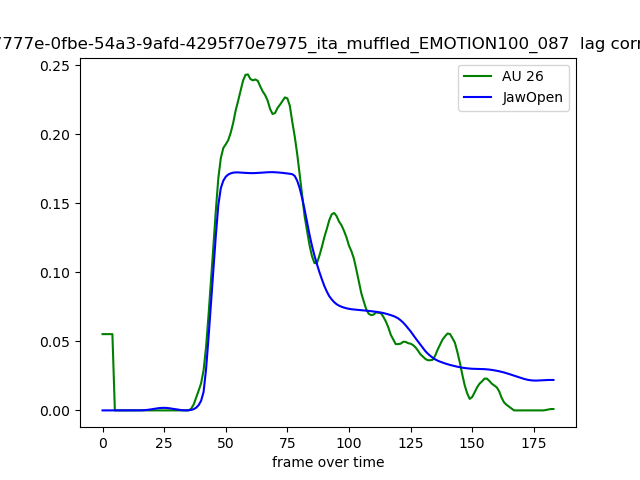 7777e-0fbe-54a3-9afd-4295f70e7975_ita_muffled_EMOTION100_087 lag corr
0.25
AU 26
JawOpen
0.20
0.15
0.10
0.05
0.00
0 25 50 75 100 125 150 175
frame over time